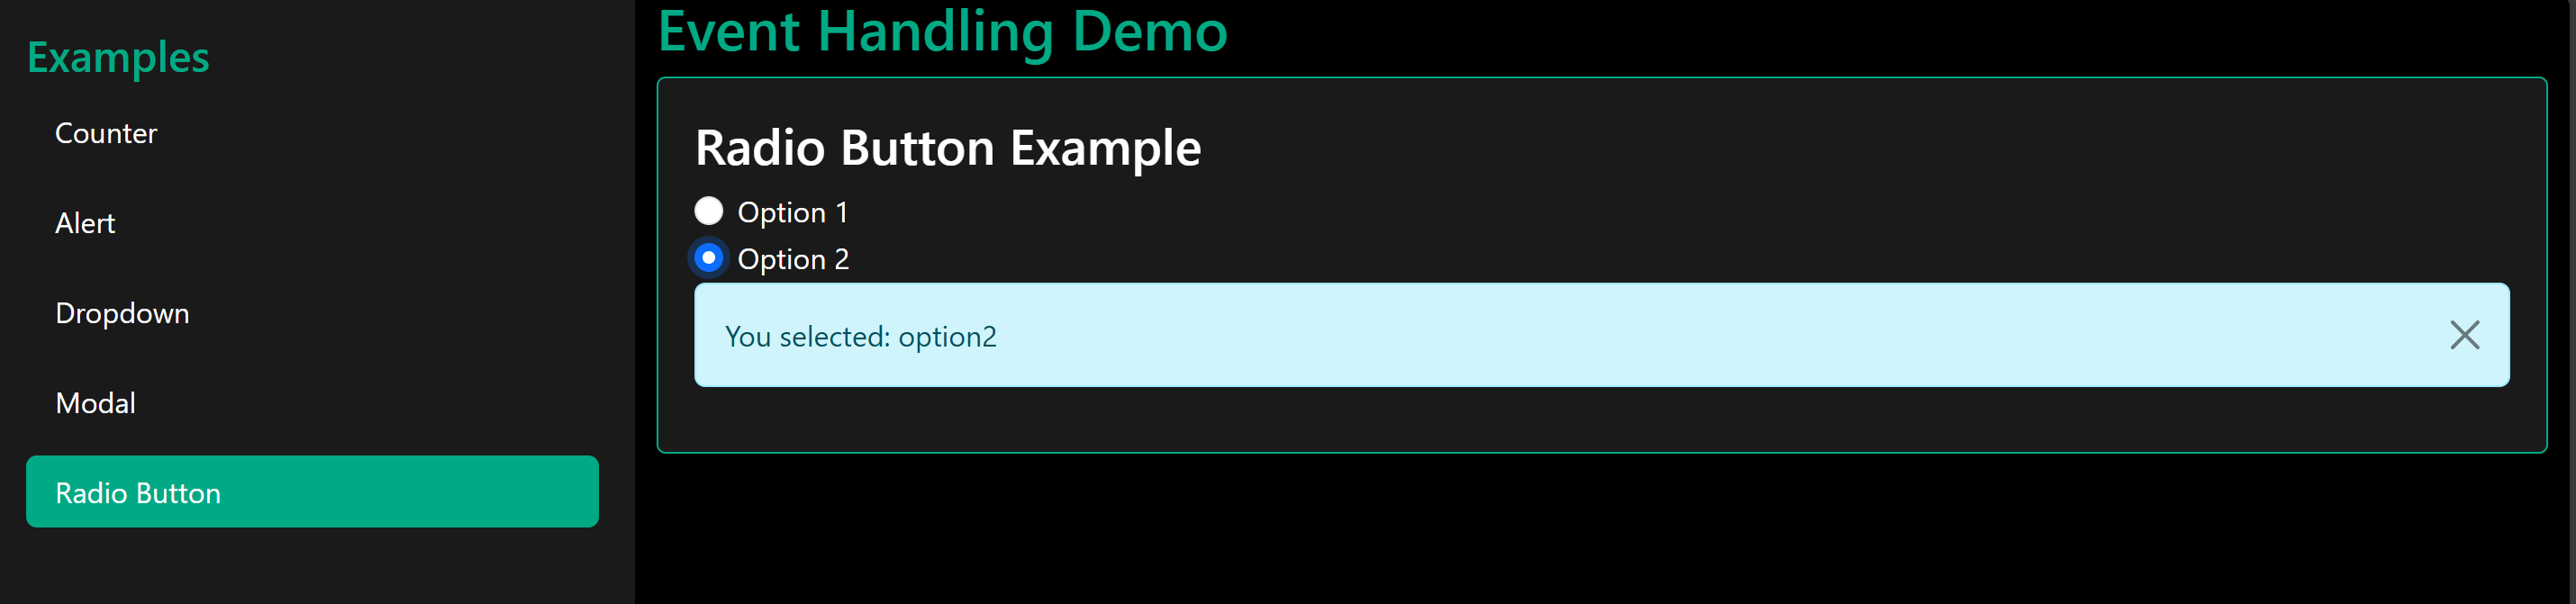 Examples
Counter
Alert
Dropdown
Modal
Radio Button
Event Handling Demo
Radio Button Example
Option 1
Option 2
You selected: option2